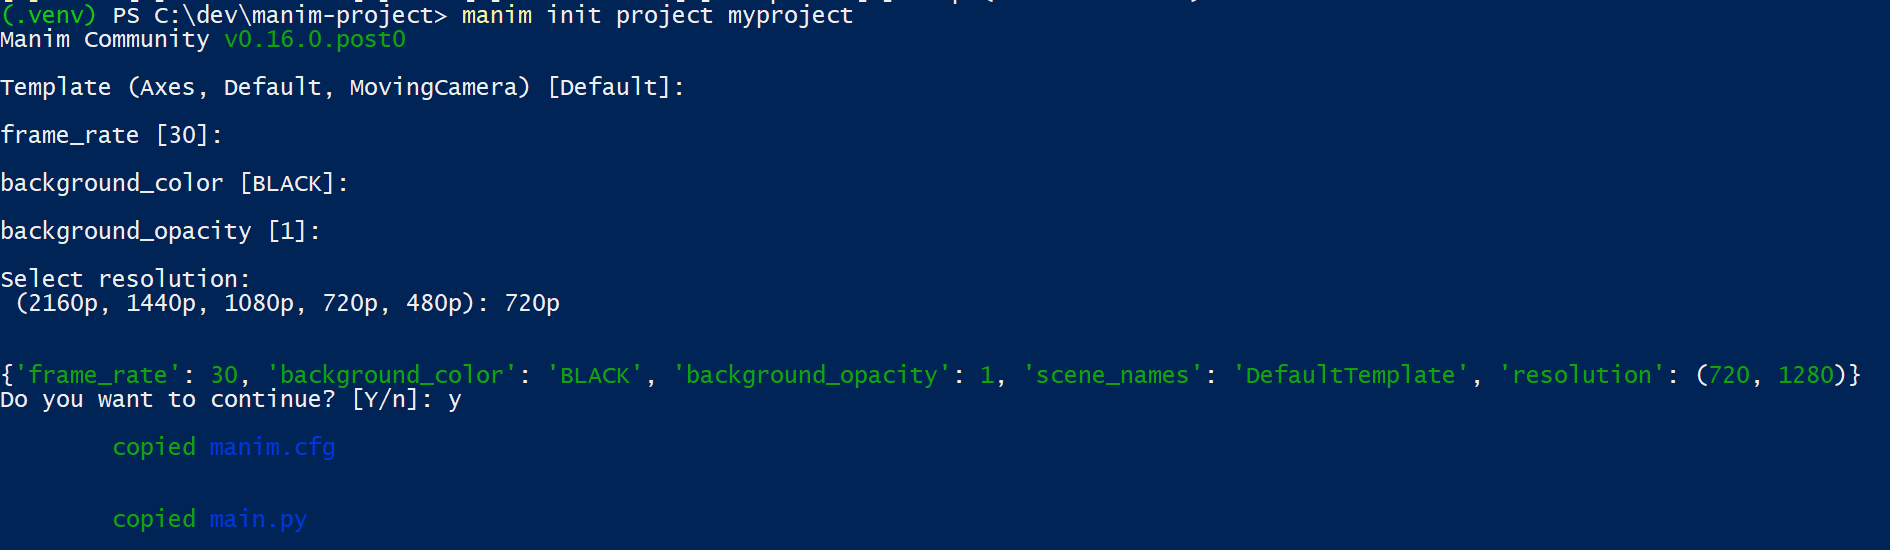 (.venv) PS C:\dev\manim-project> manim init project myproject
Manim Community v0.16.0.post0
Template (Axes, Default, MovingCamera) [Default]:
frame_rate [30]:
background_color [BLACK]:
background_opacity [1]:
Select resolution:
(2160p, 1440p, 1080p, 720p, 480p): 720p
{'frame_rate': 30, 'background_color': 'BLACK', 'background_opacity': 1, 'scene_names': 'DefaultTemplate', 'resolution': (720, 1280)}
Do you want to continue? [Y/n]: y
copied manim.cfg
copied main.py